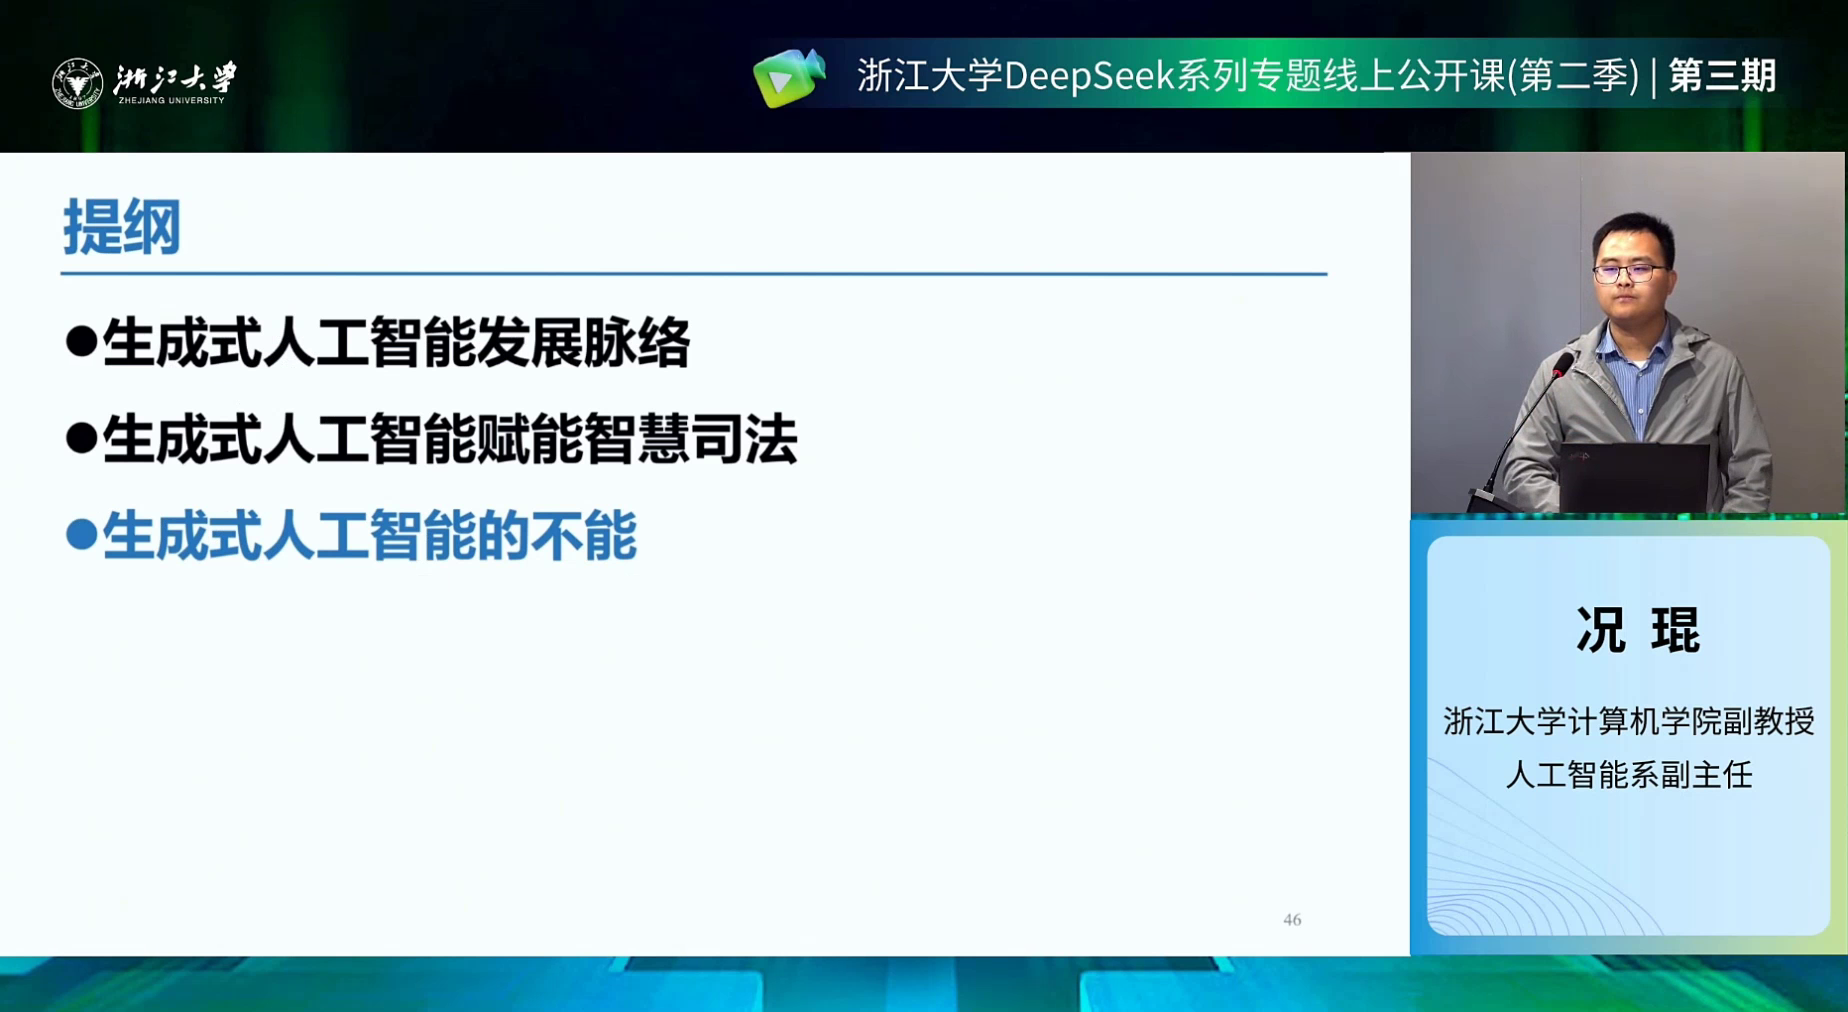 浙江大学
ZHEJIANG UNIVERSITY
浙江大学DeepSeek系列专题线上公开课(第二季) | 第三期
提纲
●生成式人工智能发展脉络
●生成式人工智能赋能智慧司法
●生成式人工智能的不能
46
况 琨
浙江大学计算机学院副教授
人工智能系副主任